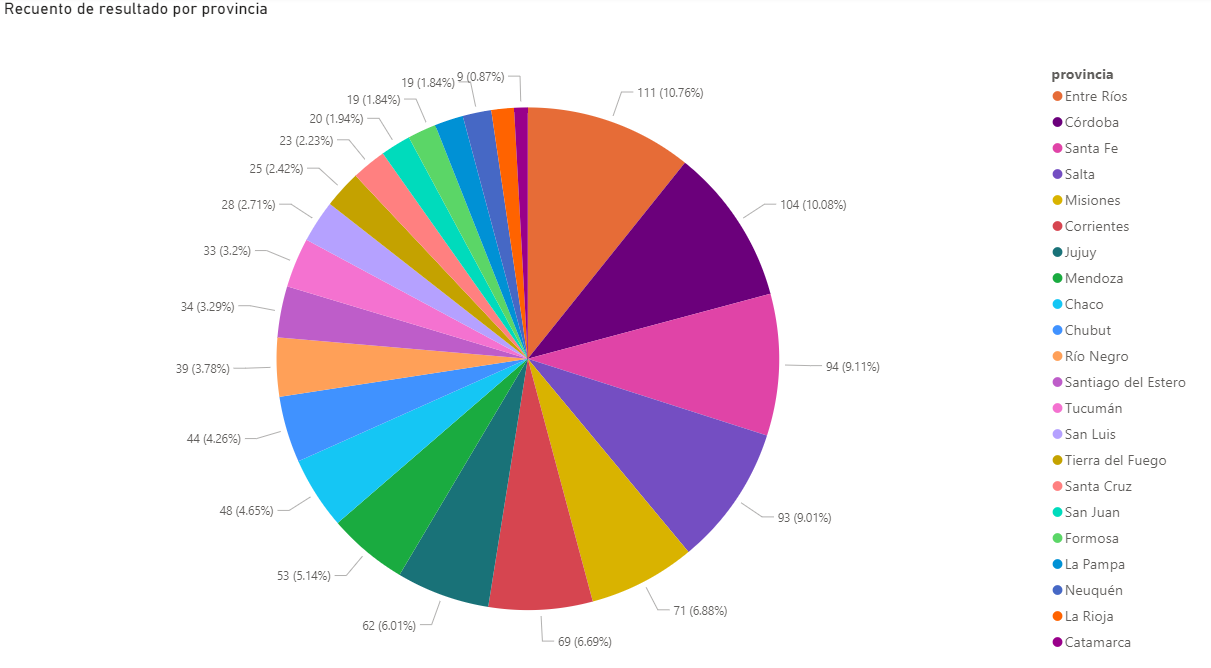 Recuento de resultado por provincia
111 (10.76%)
104 (10.08%)
94 (9.11%)
93 (9.01%)
71 (6.88%)
69 (6.69%)
62 (6.01%)
53 (5.14%)
48 (4.65%)
44 (4.26%)
39 (3.78%)
34 (3.29%)
33 (3.2%)
28 (2.71%)
25 (2.42%)
23 (2.23%)
20 (1.94%)
19 (1.84%)
19 (1.84%)
9 (0.87%)
provincia
Entre Ríos
Córdoba
Santa Fe
Salta
Misiones
Corrientes
Jujuy
Mendoza
Chaco
Chubut
Río Negro
Santiago del Estero
Tucumán
San Luis
Tierra del Fuego
Santa Cruz
San Juan
Formosa
La Pampa
Neuquén
La Rioja
Catamarca